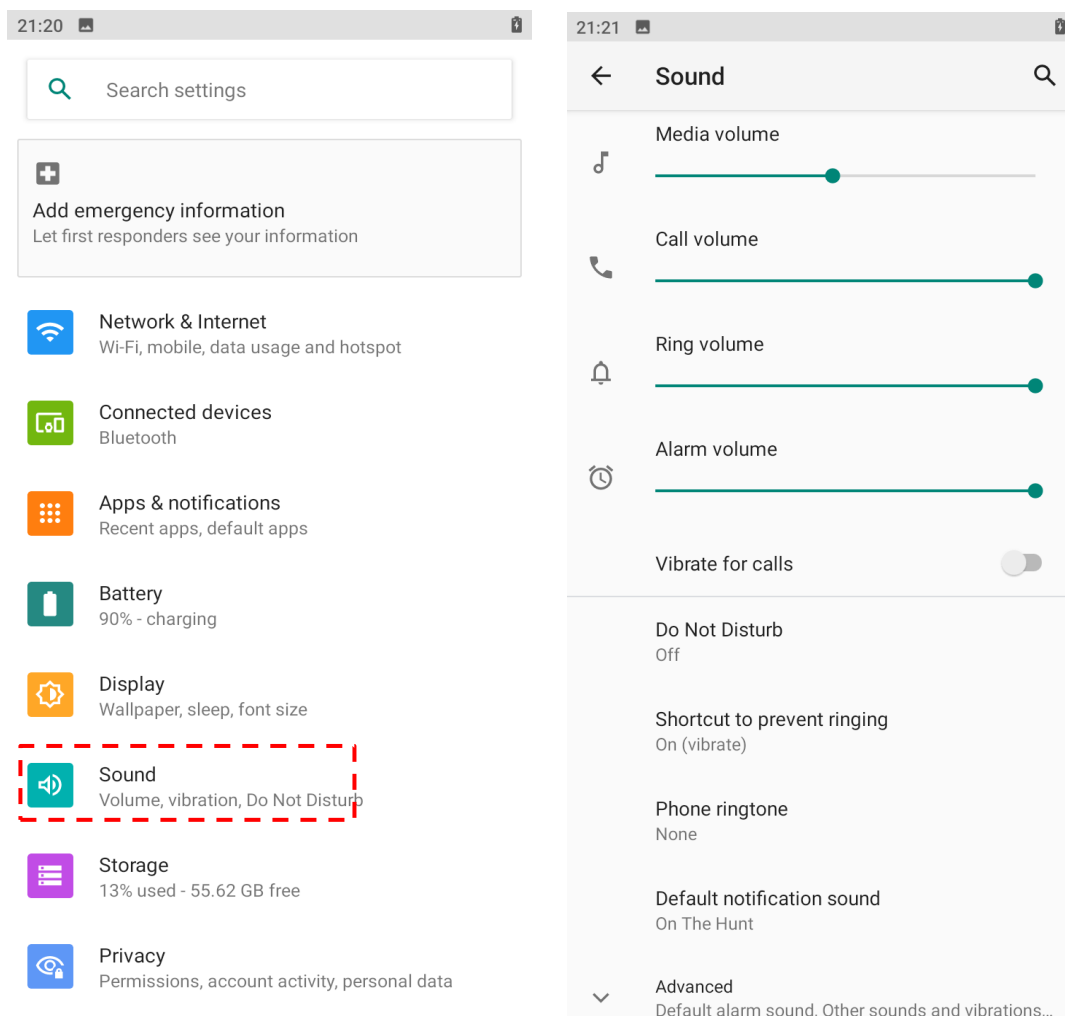 21:20
Search settings
Add emergency information
Let first responders see your information
Network & Internet
Wi-Fi, mobile, data usage and hotspot
Connected devices
Bluetooth
Apps & notifications
Recent apps, default apps
Battery
90% - charging
Display
Wallpaper, sleep, font size
Sound
Volume, vibration, Do Not Disturb
Storage
13% used - 55.62 GB free
Privacy
Permissions, account activity, personal data
21:21
Sound
Media volume
Call volume
Ring volume
Alarm volume
Vibrate for calls
Do Not Disturb
Off
Shortcut to prevent ringing
On (vibrate)
Phone ringtone
None
Default notification sound
On The Hunt
Advanced
Default alarm sound, Other sounds and vibrations...